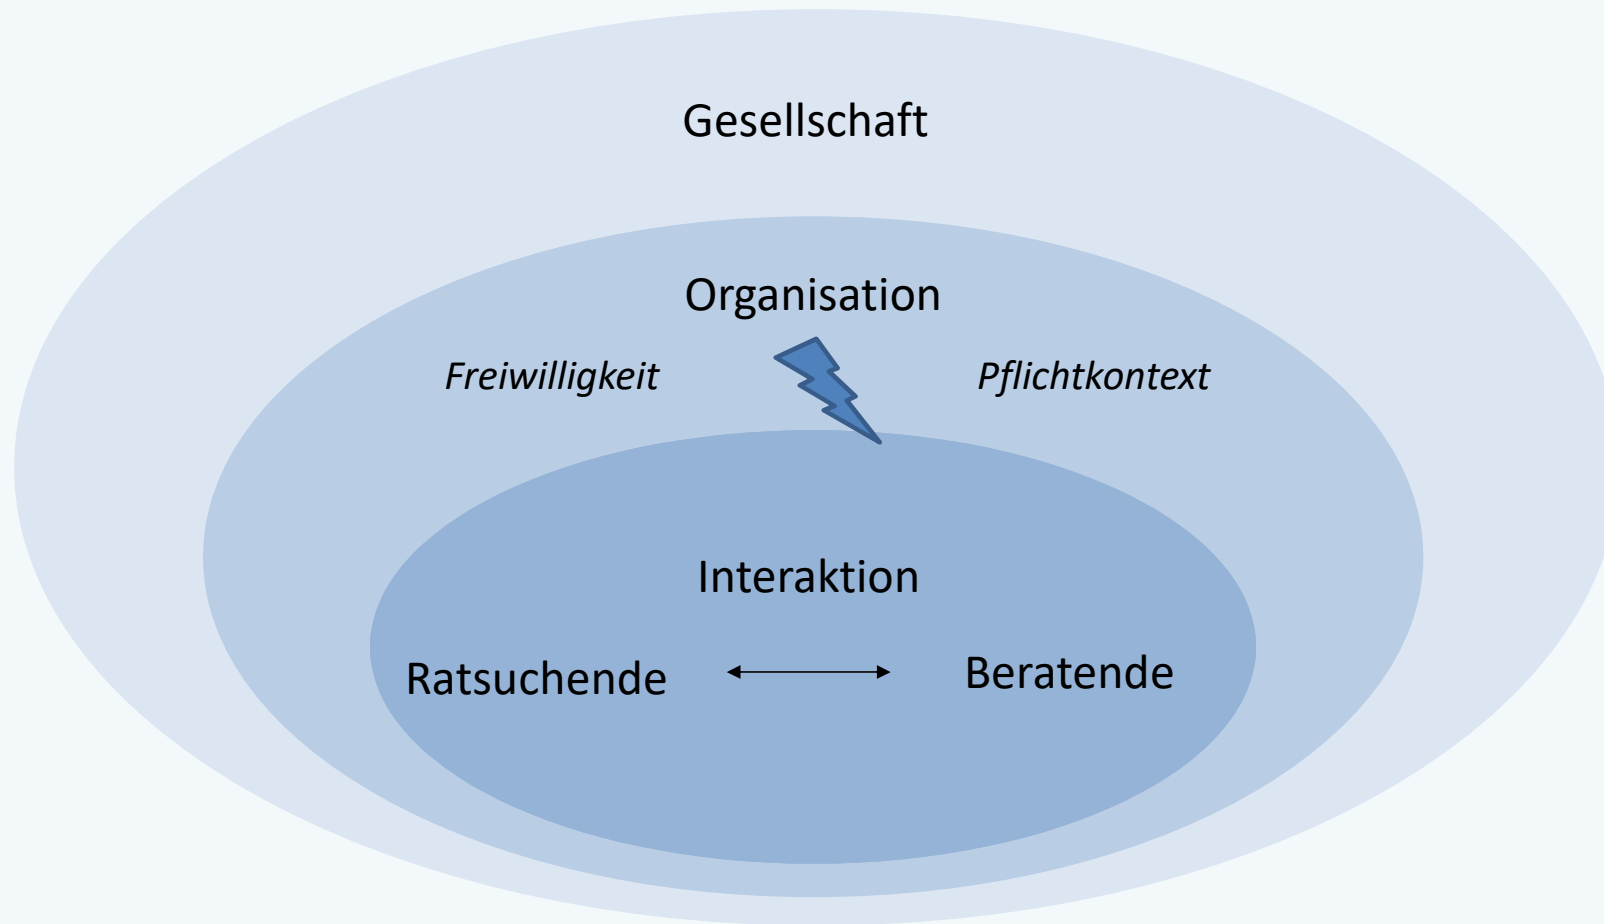 Gesellschaft
Organisation
Freiwilligkeit
Pflichtkontext
Interaktion
Ratsuchende
Beratende